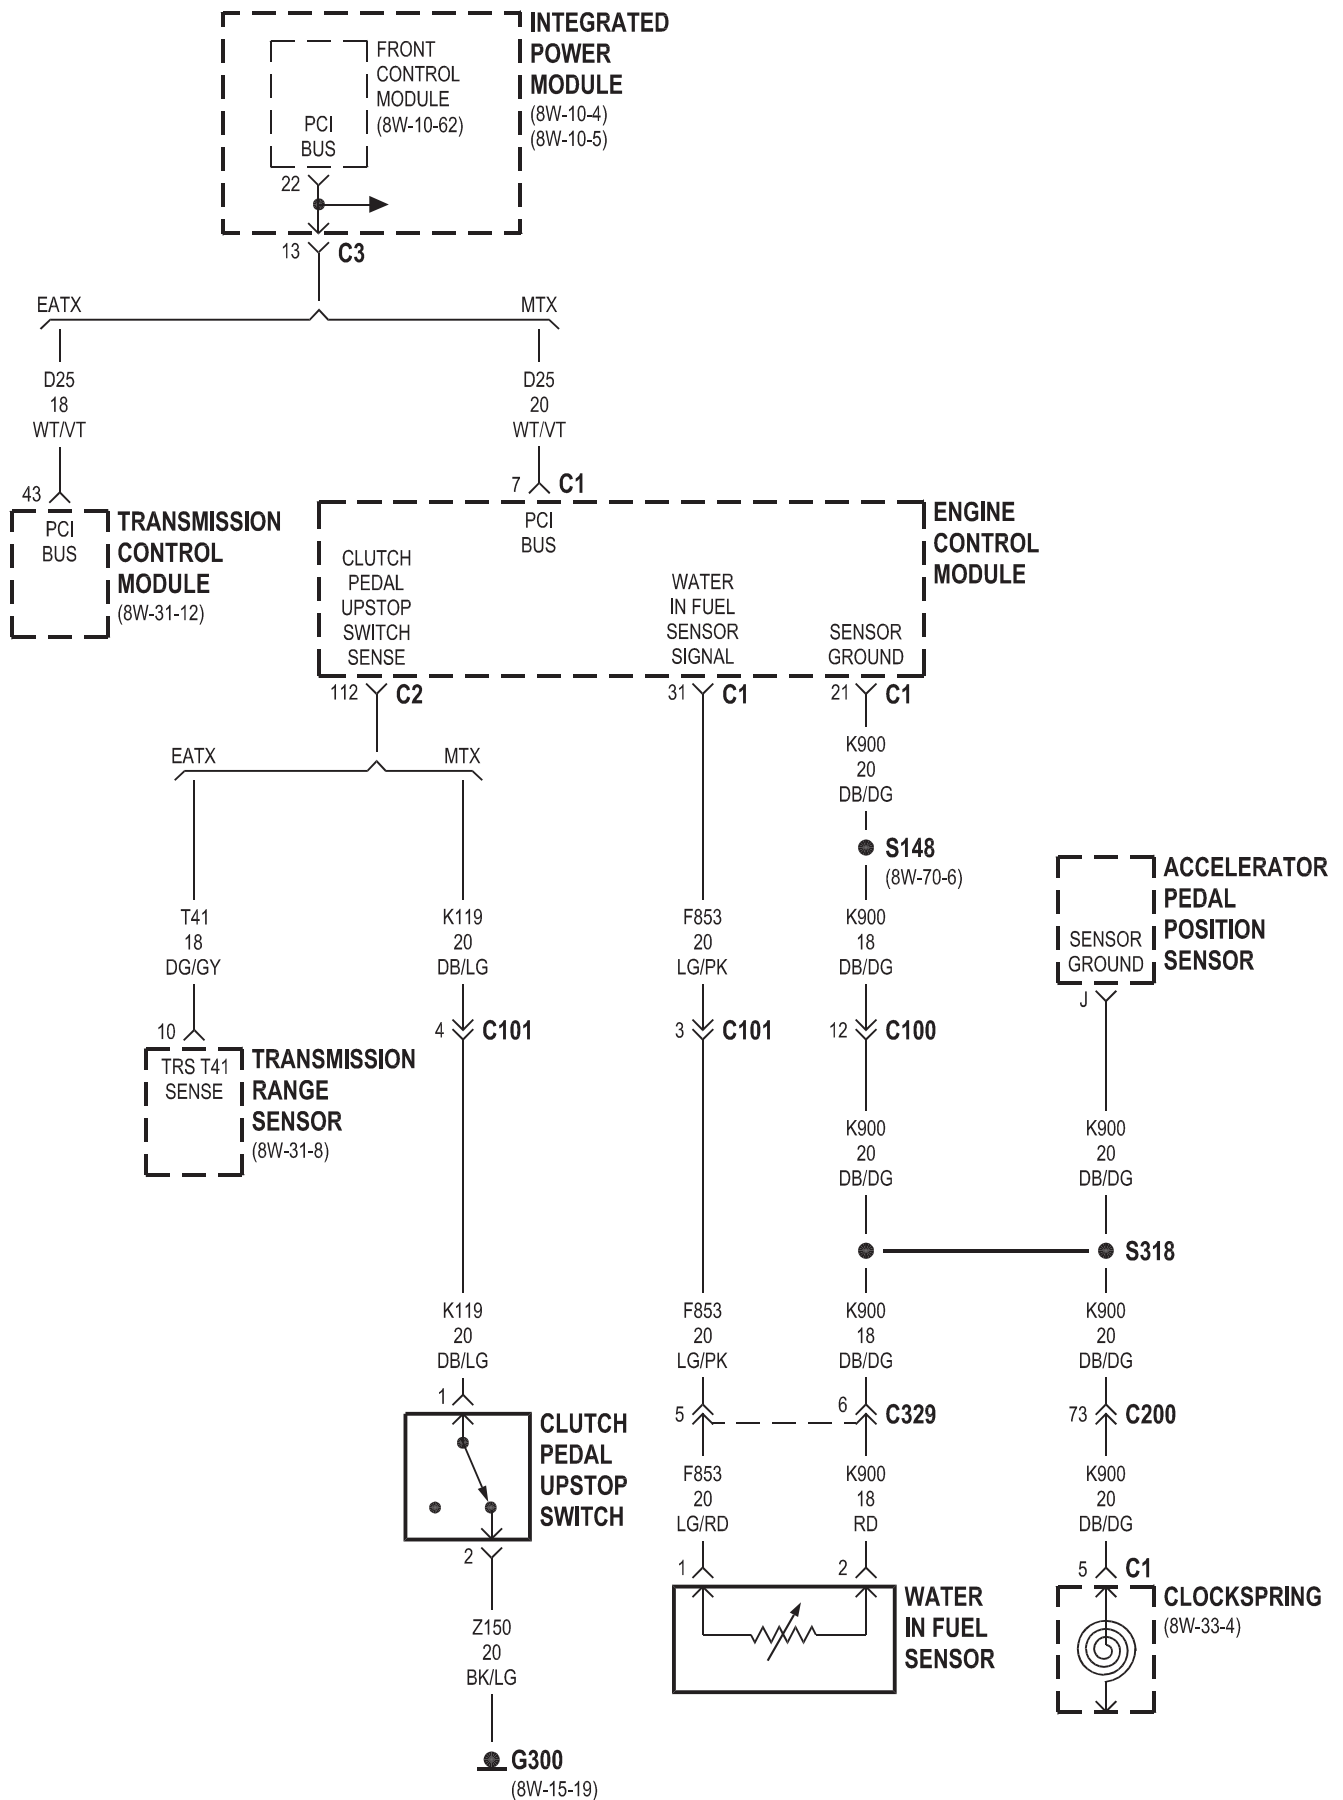 INTEGRATED
POWER
MODULE
(8W-10-4)
(8W-10-5)
FRONT
CONTROL
MODULE
(8W-10-62)
PCI
BUS
22
13
C3
EATX
MTX
D25
18
WT/VT
D25
20
WT/VT
43
7
C1
PCI
BUS
TRANSMISSION
CONTROL
MODULE
(8W-31-12)
PCI
BUS
ENGINE
CONTROL
MODULE
CLUTCH
PEDAL
UPSTOP
SWITCH
SENSE
WATER
IN FUEL
SENSOR
SIGNAL
SENSOR
GROUND
112
C2
31
C1
21
C1
K900
20
DB/DG
EATX
MTX
S148
(8W-70-6)
ACCELERATOR
PEDAL
POSITION
SENSOR
SENSOR
GROUND
J
T41
18
DG/GY
K119
20
DB/LG
F853
20
LG/PK
K900
18
DB/DG
10
4
C101
3
C101
12
C100
TRS T41
SENSE
TRANSMISSION
RANGE
SENSOR
(8W-31-8)
K900
20
DB/DG
K900
20
DB/DG
S318
K119
20
DB/LG
F853
20
LG/PK
K900
18
DB/DG
K900
20
DB/DG
1
5
6
C329
73
C200
CLUTCH
PEDAL
UPSTOP
SWITCH
F853
20
LG/RD
K900
18
RD
K900
20
DB/DG
2
1
2
5
C1
WATER
IN FUEL
SENSOR
CLOCKSPRING
(8W-33-4)
Z150
20
BK/LG
G300
(8W-15-19)